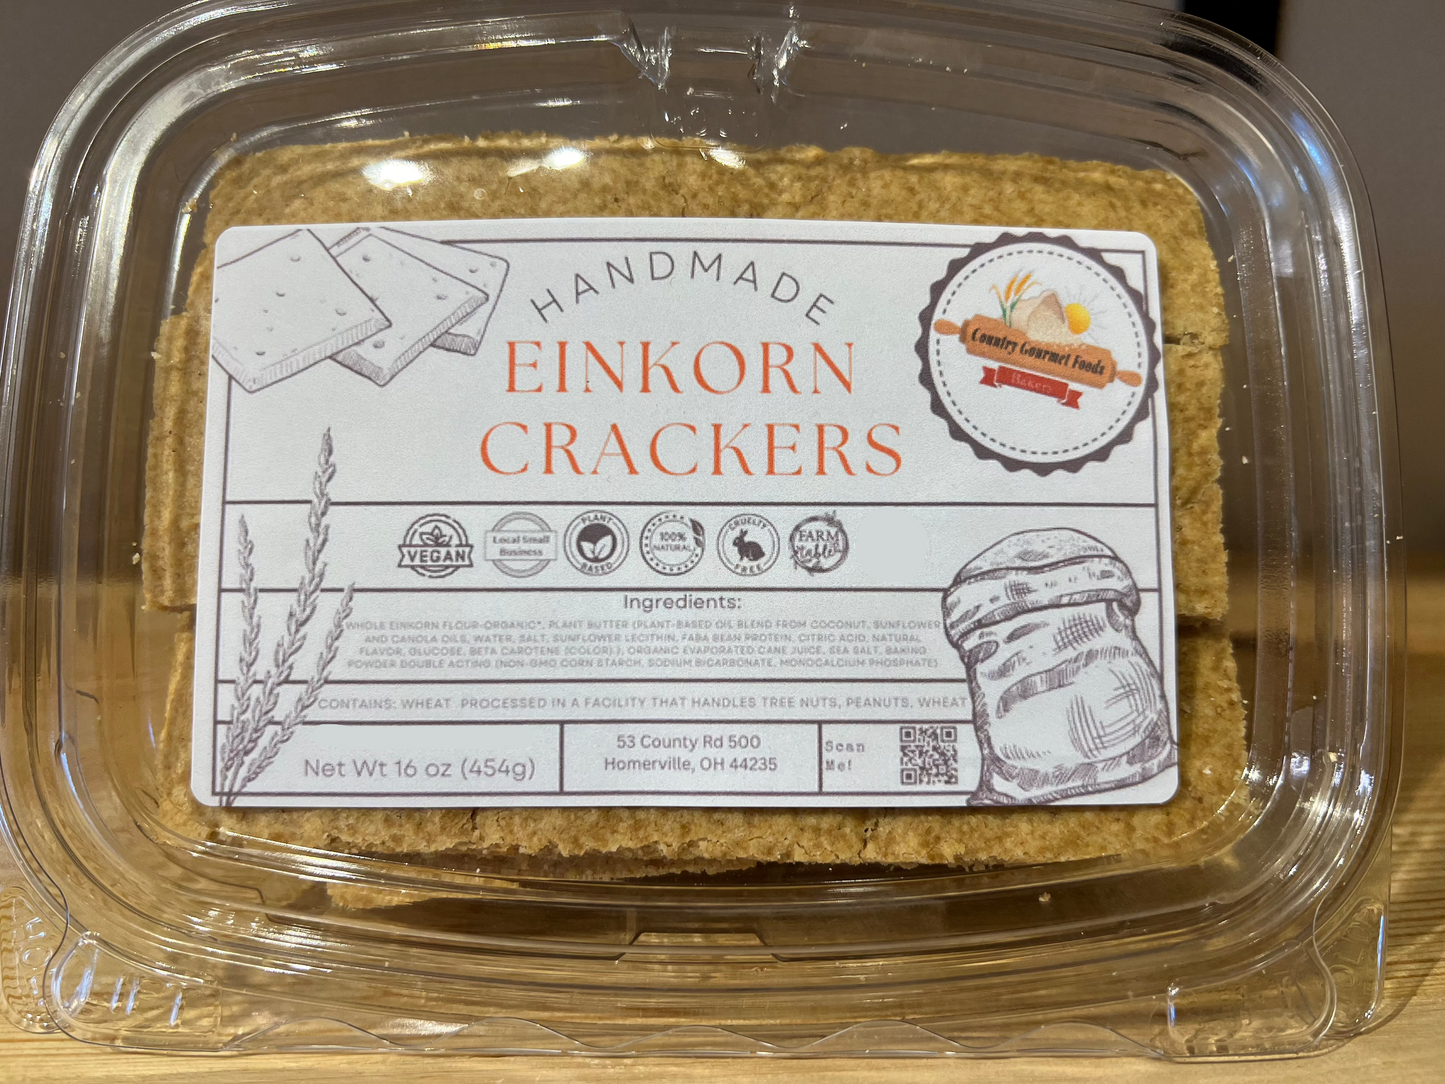 HANDMADE
EINKORN
CRACKERS
Country Gourmet Foods
Bakery
VEGAN
Local Small
Business
PLANT
BASED
100%
NATURAL
CRUELTY
FREE
FARM
to table
Ingredients:
WHOLE EINKORN FLOUR-ORGANIC*, PLANT BUTTER (PLANT-BASED OIL BLEND FROM COCONUT, SUNFLOWER
AND CANOLA OILS, WATER, SALT, SUNFLOWER LECITHIN, FABA BEAN PROTEIN, CITRIC ACID, NATURAL
FLAVOR, GLUCOSE, BETA CAROTENE (COLOR).), ORGANIC EVAPORATED CANE JUICE, SEA SALT, BAKING
POWDER DOUBLE ACTING (NON-GMO CORN STARCH, SODIUM BICARBONATE, MONOCALCIUM PHOSPHATE)
CONTAINS: WHEAT PROCESSED IN A FACILITY THAT HANDLES TREE NUTS, PEANUTS, WHEAT
Net Wt 16 oz (454g)
53 County Rd 500
Homerville, OH 44235
Scan
Me!